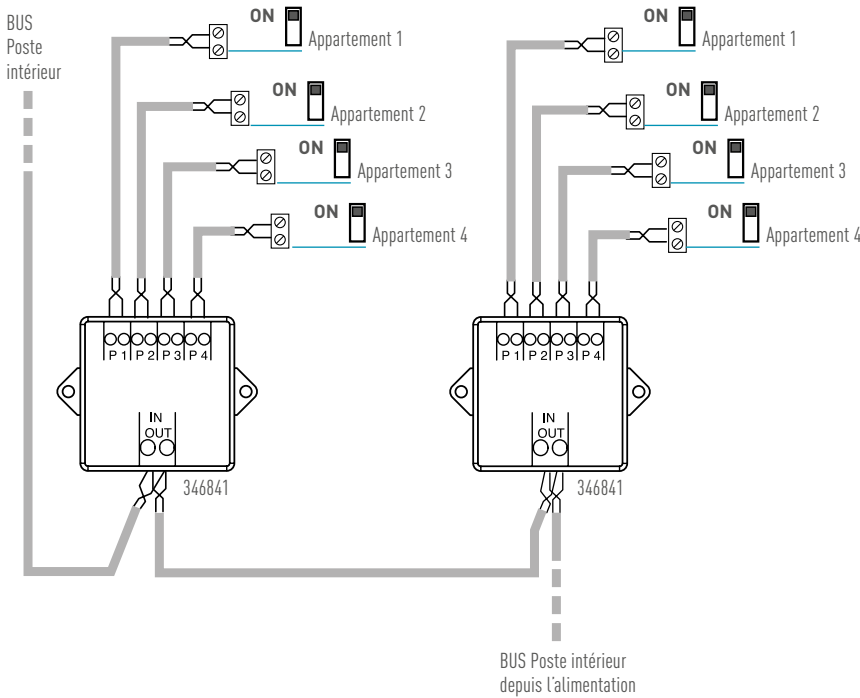 BUS
Poste
intérieur
ON
Appartement 1
ON
Appartement 2
ON
Appartement 3
ON
Appartement 4
P 1 P 2 P 3 P 4
IN
OUT
346841
ON
Appartement 1
ON
Appartement 2
ON
Appartement 3
ON
Appartement 4
P 1 P 2 P 3 P 4
IN
OUT
346841
BUS Poste intérieur
depuis l'alimentation